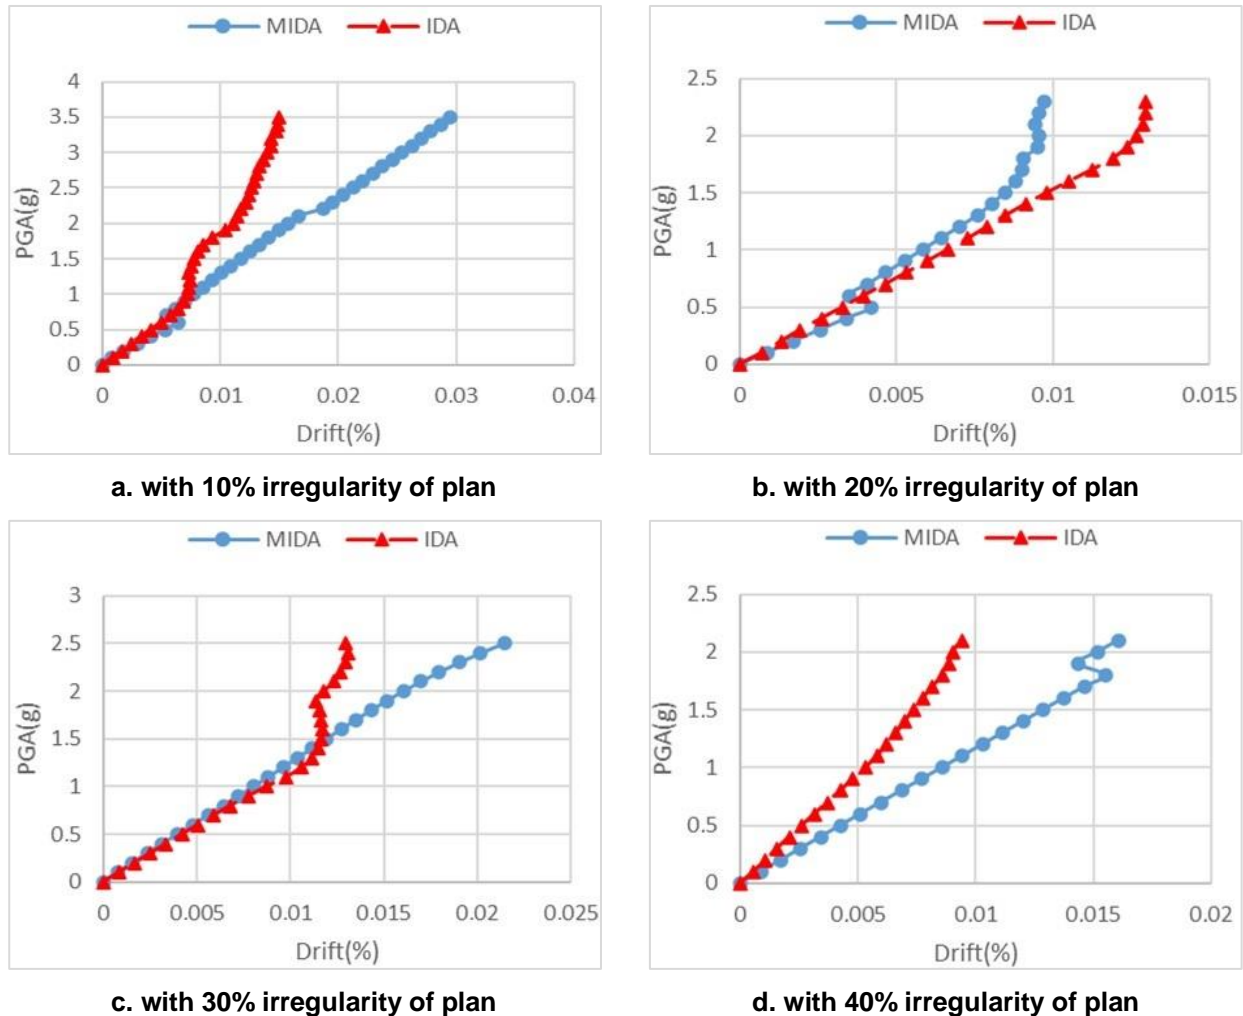 MIDA IDA
4
3.5
3
2.5
2
1.5
1
0.5
0
PGA(g)
0 0.01 0.02 0.03 0.04
Drift(%)
a. with 10% irregularity of plan
MIDA IDA
2.5
2
1.5
1
0.5
0
PGA(g)
0 0.005 0.01 0.015
Drift(%)
b. with 20% irregularity of plan
MIDA IDA
3
2.5
2
1.5
1
0.5
0
PGA(g)
0 0.005 0.01 0.015 0.02 0.025
Drift(%)
c. with 30% irregularity of plan
MIDA IDA
2.5
2
1.5
1
0.5
0
PGA(g)
0 0.005 0.01 0.015 0.02
Drift(%)
d. with 40% irregularity of plan